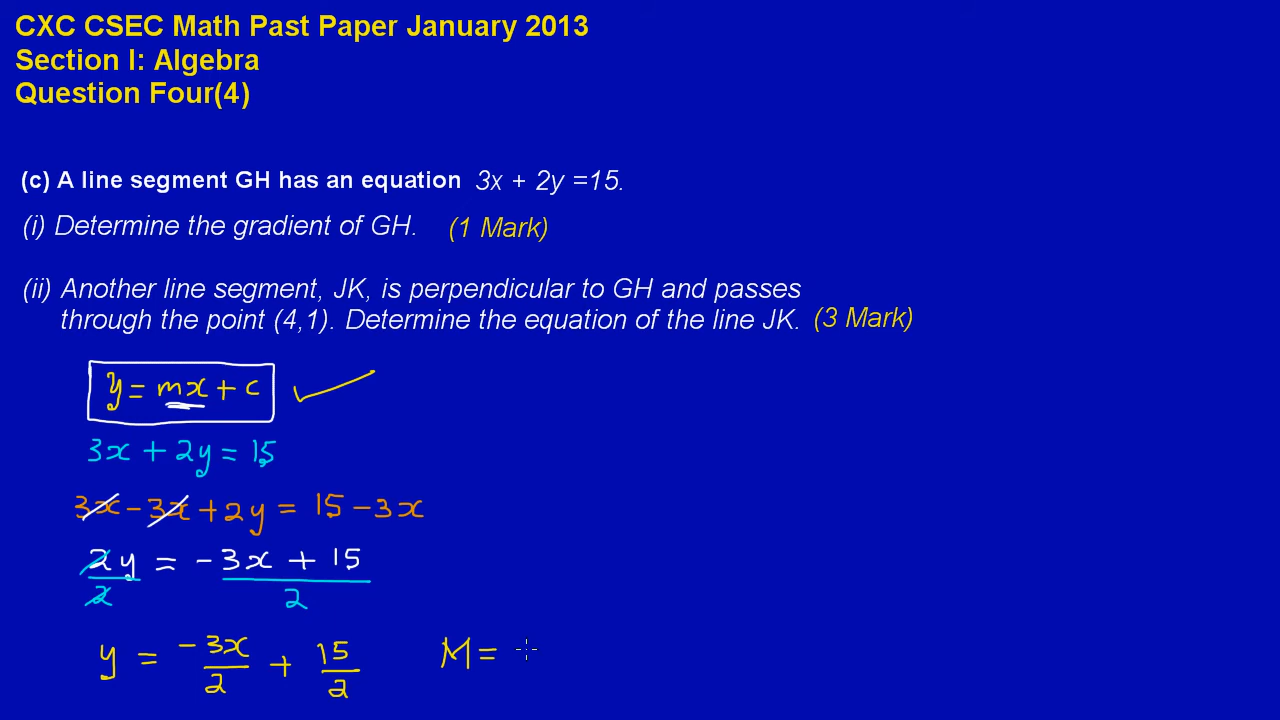 CXC CSEC Math Past Paper January 2013
Section I: Algebra
Question Four(4)
(c) A line segment GH has an equation 3x + 2y =15.
(i) Determine the gradient of GH. (1 Mark)
(ii) Another line segment, JK, is perpendicular to GH and passes
through the point (4,1). Determine the equation of the line JK. (3 Mark)
y = mx + c
3x + 2y = 15
3x - 3x + 2y = 15 - 3x
2y = -3x + 15
2 2
y = -3x/2 + 15/2 M =